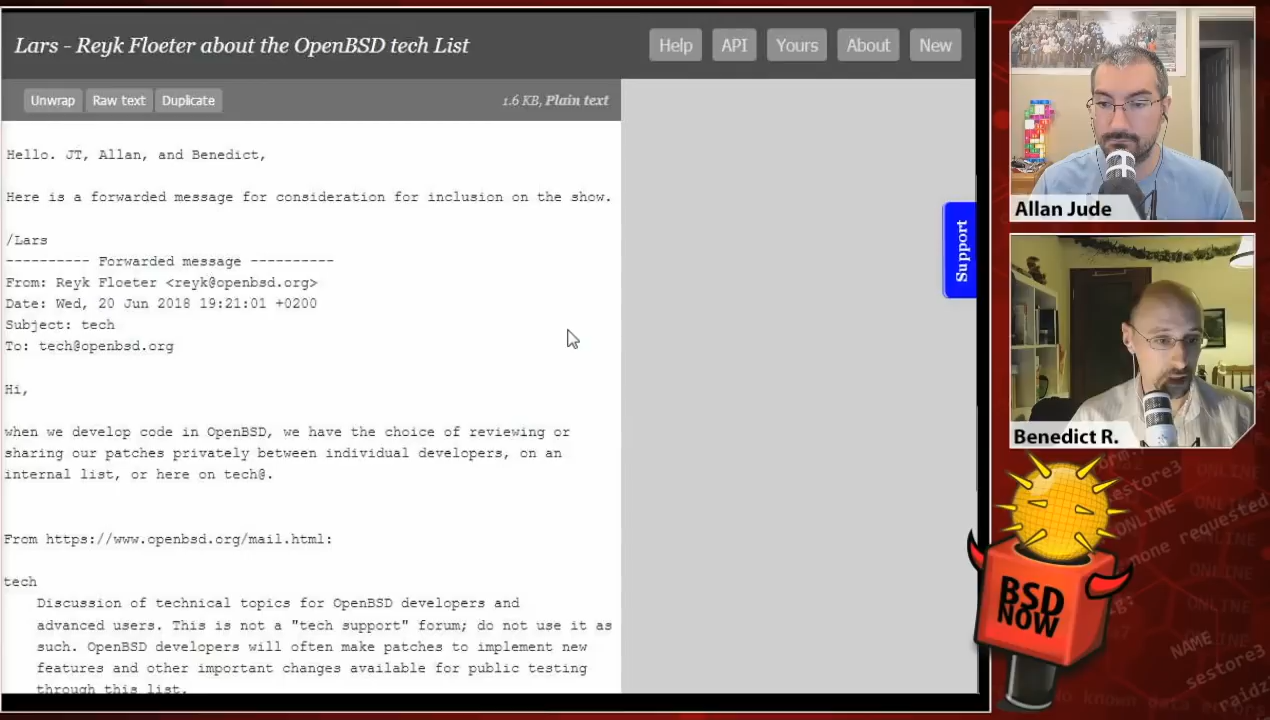 Lars - Reyk Floeter about the OpenBSD tech List
Help API Yours About New
Unwrap Raw text Duplicate
1.6 KB, Plain text
Hello. JT, Allan, and Benedict,
Here is a forwarded message for consideration for inclusion on the show.
/Lars
---------- Forwarded message ----------
From: Reyk Floeter <reyk@openbsd.org>
Date: Wed, 20 Jun 2018 19:21:01 +0200
Subject: tech
To: tech@openbsd.org
Hi,
when we develop code in OpenBSD, we have the choice of reviewing or
sharing our patches privately between individual developers, on an
internal list, or here on tech@.
From https://www.openbsd.org/mail.html:
tech
Discussion of technical topics for OpenBSD developers and
advanced users. This is not a "tech support" forum; do not use it as
such. OpenBSD developers will often make patches to implement new
features and other important changes available for public testing
through this list.
Support
Allan Jude
Benedict R.
BSD
NOW
ONLINE
ONLINE
NAME